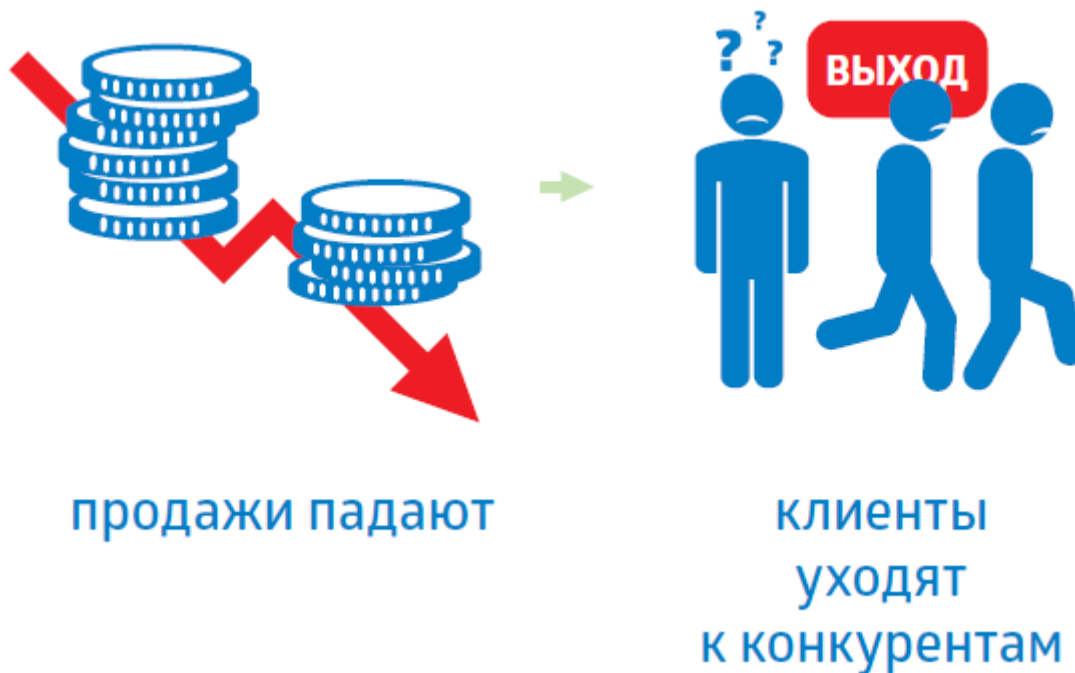 ? ? ?
ВЫХОД
продажи падают
клиенты
уходят
к конкурентам